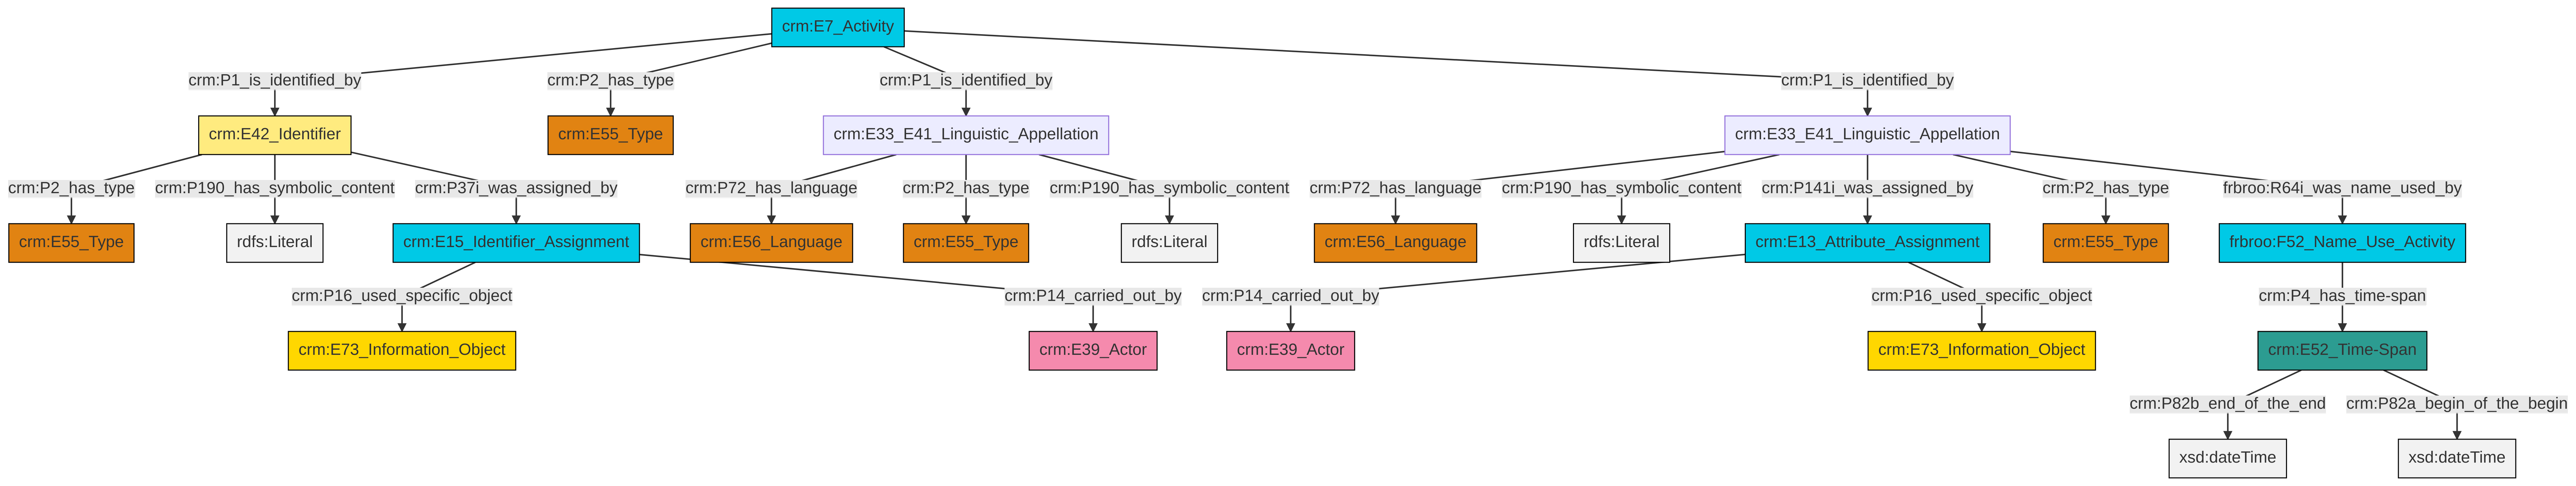 crm:E7_Activity
crm:P1_is_identified_by
crm:P2_has_type
crm:P1_is_identified_by
crm:P1_is_identified_by
crm:E42_Identifier
crm:E55_Type
crm:E33_E41_Linguistic_Appellation
crm:E33_E41_Linguistic_Appellation
crm:P2_has_type
crm:P190_has_symbolic_content
crm:P37i_was_assigned_by
crm:P72_has_language
crm:P2_has_type
crm:P190_has_symbolic_content
crm:P72_has_language
crm:P190_has_symbolic_content
crm:P141i_was_assigned_by
crm:P2_has_type
frbroo:R64i_was_name_used_by
crm:E55_Type
rdfs:Literal
crm:E15_Identifier_Assignment
crm:E56_Language
crm:E55_Type
rdfs:Literal
crm:E56_Language
rdfs:Literal
crm:E13_Attribute_Assignment
crm:E55_Type
frbroo:F52_Name_Use_Activity
crm:P16_used_specific_object
crm:P14_carried_out_by
crm:P14_carried_out_by
crm:P16_used_specific_object
crm:P4_has_time-span
crm:E73_Information_Object
crm:E39_Actor
crm:E39_Actor
crm:E73_Information_Object
crm:E52_Time-Span
crm:P82b_end_of_the_end
crm:P82a_begin_of_the_begin
xsd:dateTime
xsd:dateTime